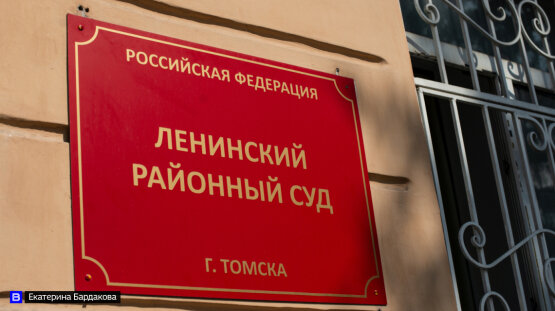 РОССИЙСКАЯ ФЕДЕРАЦИЯ
ЛЕНИНСКИЙ
РАЙОННЫЙ СУД
Г. ТОМСКА
B Екатерина Бардакова